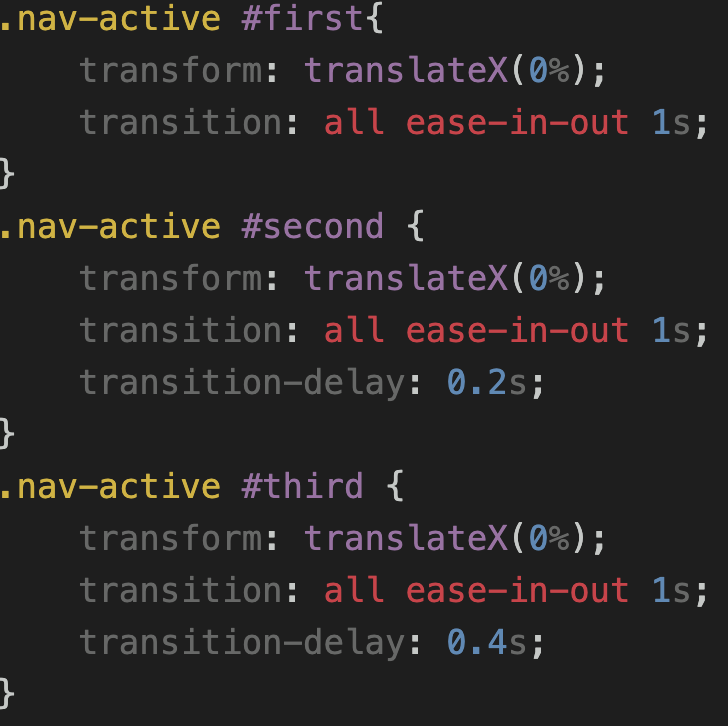 .nav-active #first{
    transform: translateX(0%);
    transition: all ease-in-out 1s;
}
.nav-active #second {
    transform: translateX(0%);
    transition: all ease-in-out 1s;
    transition-delay: 0.2s;
}
.nav-active #third {
    transform: translateX(0%);
    transition: all ease-in-out 1s;
    transition-delay: 0.4s;
}